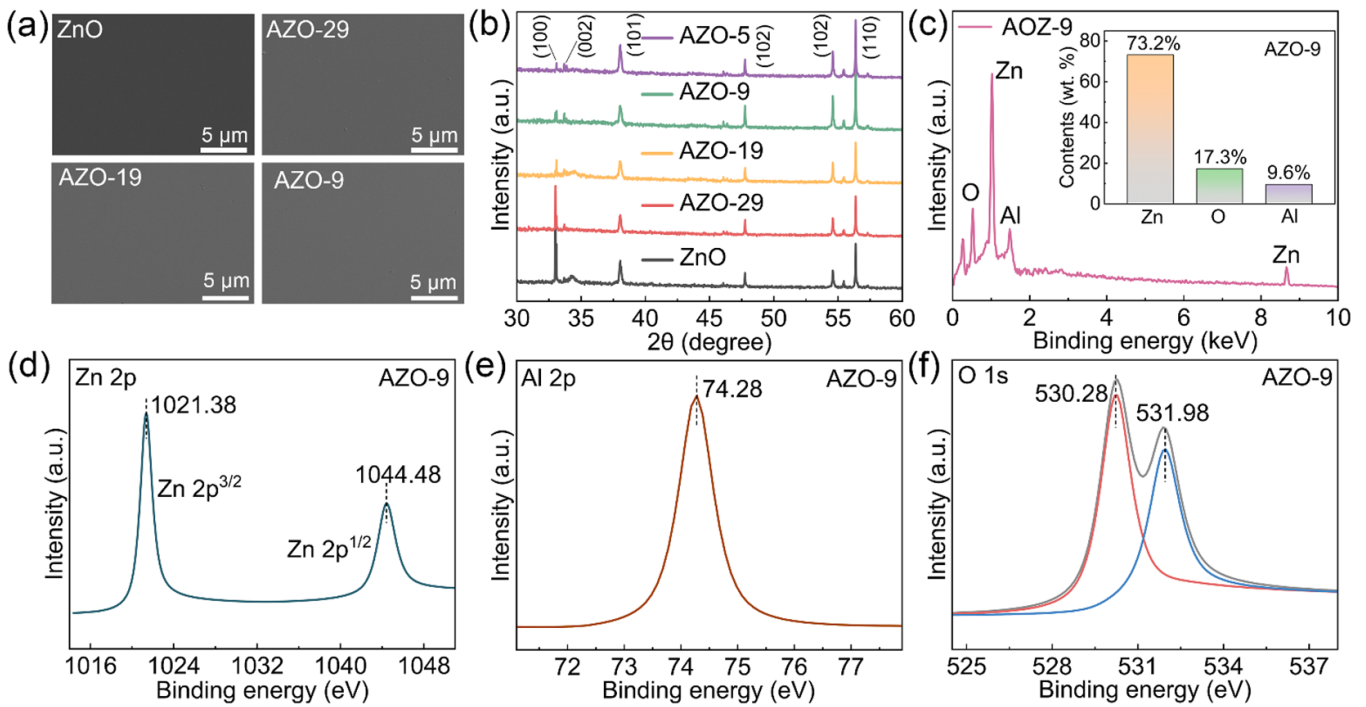 (a)
ZnO
5 μm
AZO-29
5 μm
AZO-19
5 μm
AZO-9
5 μm
(b)
(100)
(002)
(101)
(102)
(102)
(110)
AZO-5
AZO-9
AZO-19
AZO-29
ZnO
Intensity (a.u.)
30 35 40 45 50 55 60
2θ (degree)
(c)
AOZ-9
Zn
O
Al
Zn
Intensity (a.u.)
0 2 4 6 8 10
Binding energy (keV)
AZO-9
Contents (wt. %)
80
60
40
20
0
73.2%
17.3%
9.6%
Zn O Al
(d)
Zn 2p
AZO-9
1021.38
Zn 2p3/2
1044.48
Zn 2p1/2
Intensity (a.u.)
1016 1024 1032 1040 1048
Binding energy (eV)
(e)
Al 2p
AZO-9
74.28
Intensity (a.u.)
72 73 74 75 76 77
Binding energy (eV)
(f)
O 1s
AZO-9
530.28
531.98
Intensity (a.u.)
525 528 531 534 537
Binding energy (eV)